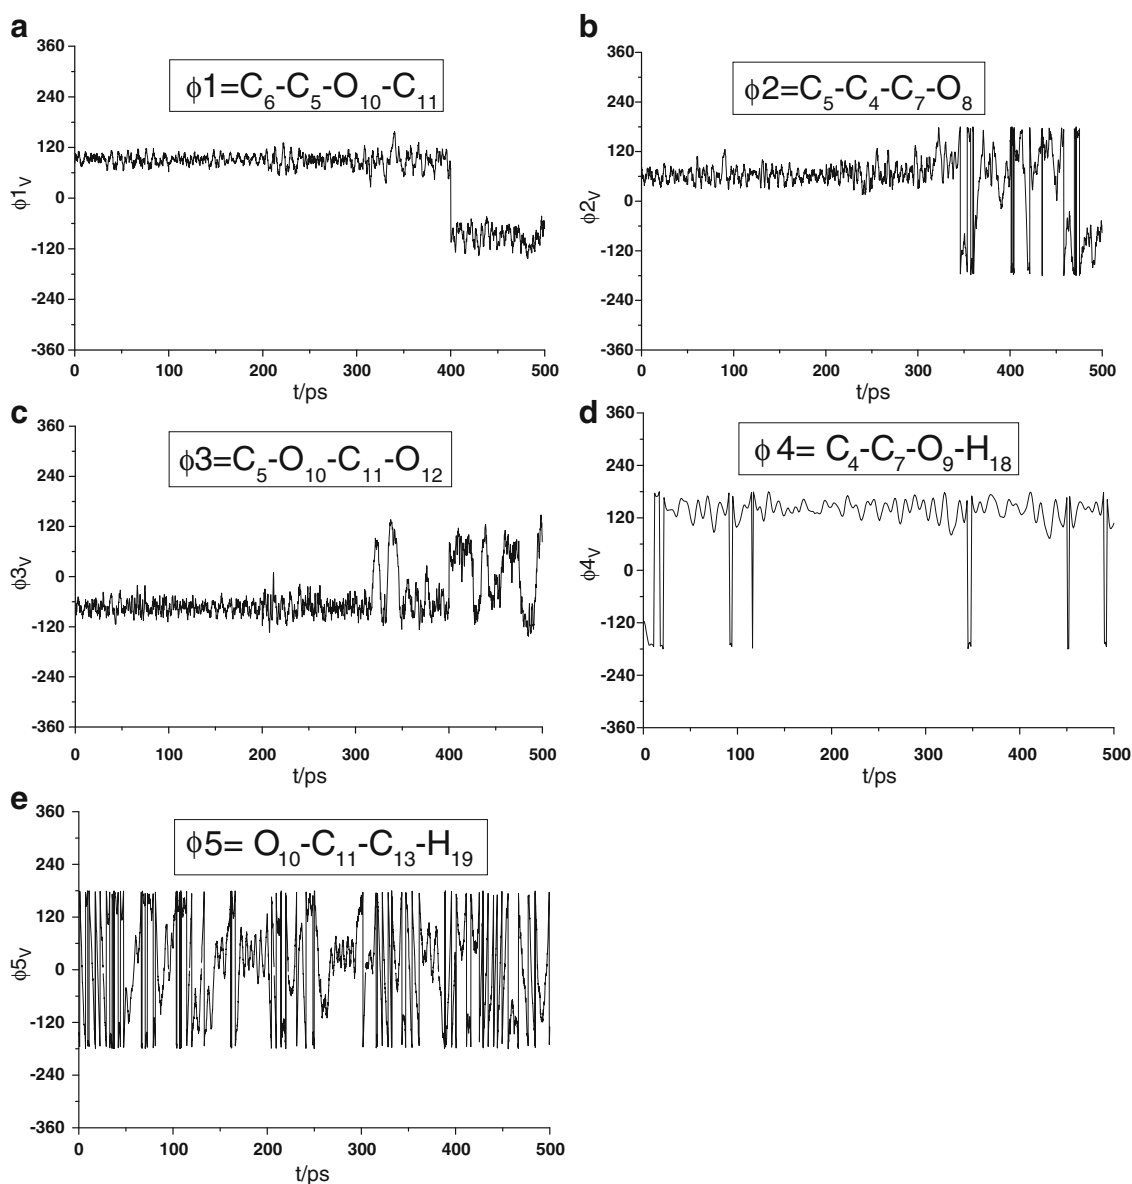 a
360
240
120
0
-120
-240
-360
ϕ1=C₆-C₅-O₁₀-C₁₁
ϕ1v
0 100 200 300 400 500
t/ps
b
360
240
120
0
-120
-240
-360
ϕ2=C₅-C₄-C₇-O₈
ϕ2v
0 100 200 300 400 500
t/ps
c
360
240
120
0
-120
-240
-360
ϕ3=C₅-O₁₀-C₁₁-O₁₂
ϕ3v
0 100 200 300 400 500
t/ps
d
360
240
120
0
-120
-240
-360
ϕ 4= C₄-C₇-O₉-H₁₈
ϕ4v
0 100 200 300 400 500
t/ps
e
360
240
120
0
-120
-240
-360
ϕ5= O₁₀-C₁₁-C₁₃-H₁₉
ϕ5v
0 100 200 300 400 500
t/ps